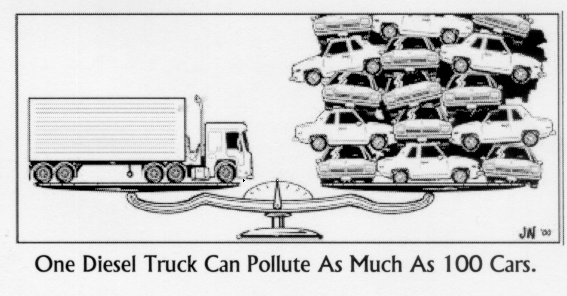 JN '00
One Diesel Truck Can Pollute As Much As 100 Cars.